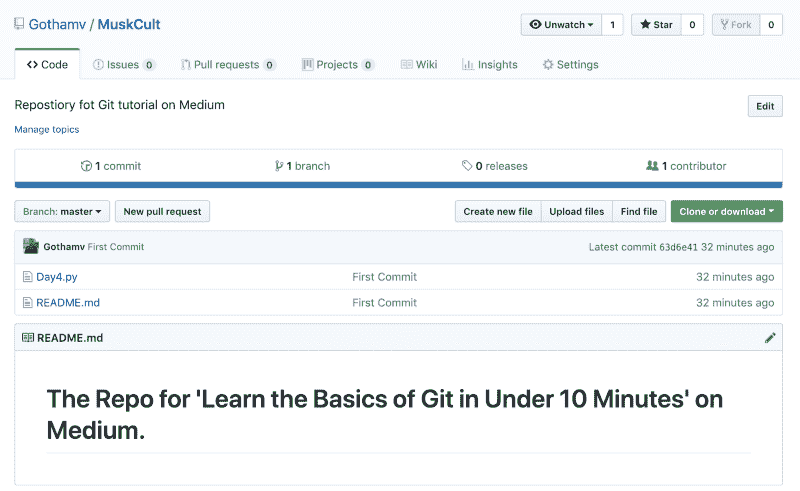 Gothamv / MuskCult
Unwatch 1 Star 0 Fork 0
Code Issues 0 Pull requests 0 Projects 0 Wiki Insights Settings
Repostiory fot Git tutorial on Medium
Edit
Manage topics
1 commit 1 branch 0 releases 1 contributor
Branch: master New pull request Create new file Upload files Find file Clone or download
Gothamv First Commit Latest commit 63d6e41 32 minutes ago
Day4.py First Commit 32 minutes ago
README.md First Commit 32 minutes ago
README.md
The Repo for 'Learn the Basics of Git in Under 10 Minutes' on
Medium.